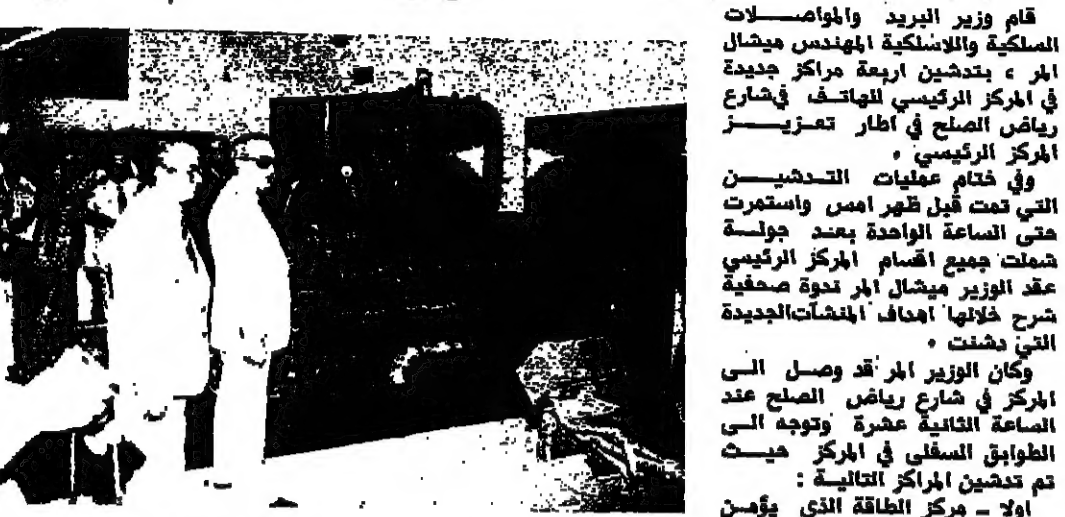 قام وزير البريد والمواصلات
السلكية واللاسلكية المهندس ميشال
المر ، بتدشين اربعة مراكز جديدة
في المركز الرئيسي للهاتف في شارع
رياض الصلح في اطار تعزيز
المركز الرئيسي .
وفي ختام عمليات التدشين
التي تمت قبل ظهر امس واستمرت
حتى الساعة الواحدة بعد جولة
شملت جميع اقسام المركز الرئيسي
عقد الوزير ميشال المر ندوة صحفية
شرح خلالها اهداف المنشآت الجديدة
التي دشنت .
وكان الوزير المر قد وصل الى
المركز في شارع رياض الصلح عند
الساعة الثانية عشرة وتوجه الى
الطوابق السفلى في المركز حيث
تم تدشين المراكز التالية :
اولا - مركز الطاقة الذي يؤمن